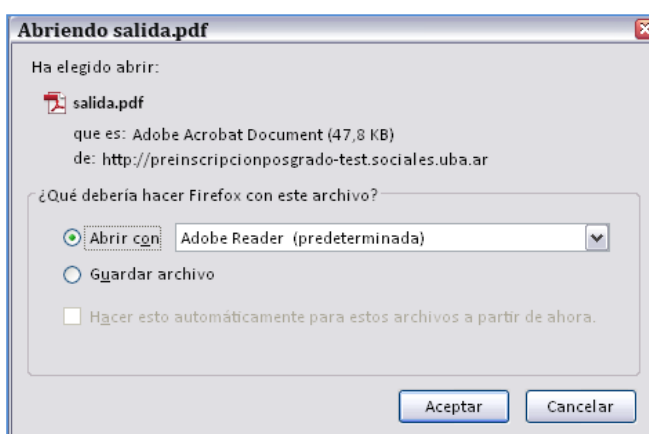 Abriendo salida.pdf
Ha elegido abrir:
salida.pdf
que es: Adobe Acrobat Document (47,8 KB)
de: http://preinscripcionposgrado-test.sociales.uba.ar
¿Qué debería hacer Firefox con este archivo?
Abrir con Adobe Reader (predeterminada)
Guardar archivo
Hacer esto automáticamente para estos archivos a partir de ahora.
Aceptar Cancelar